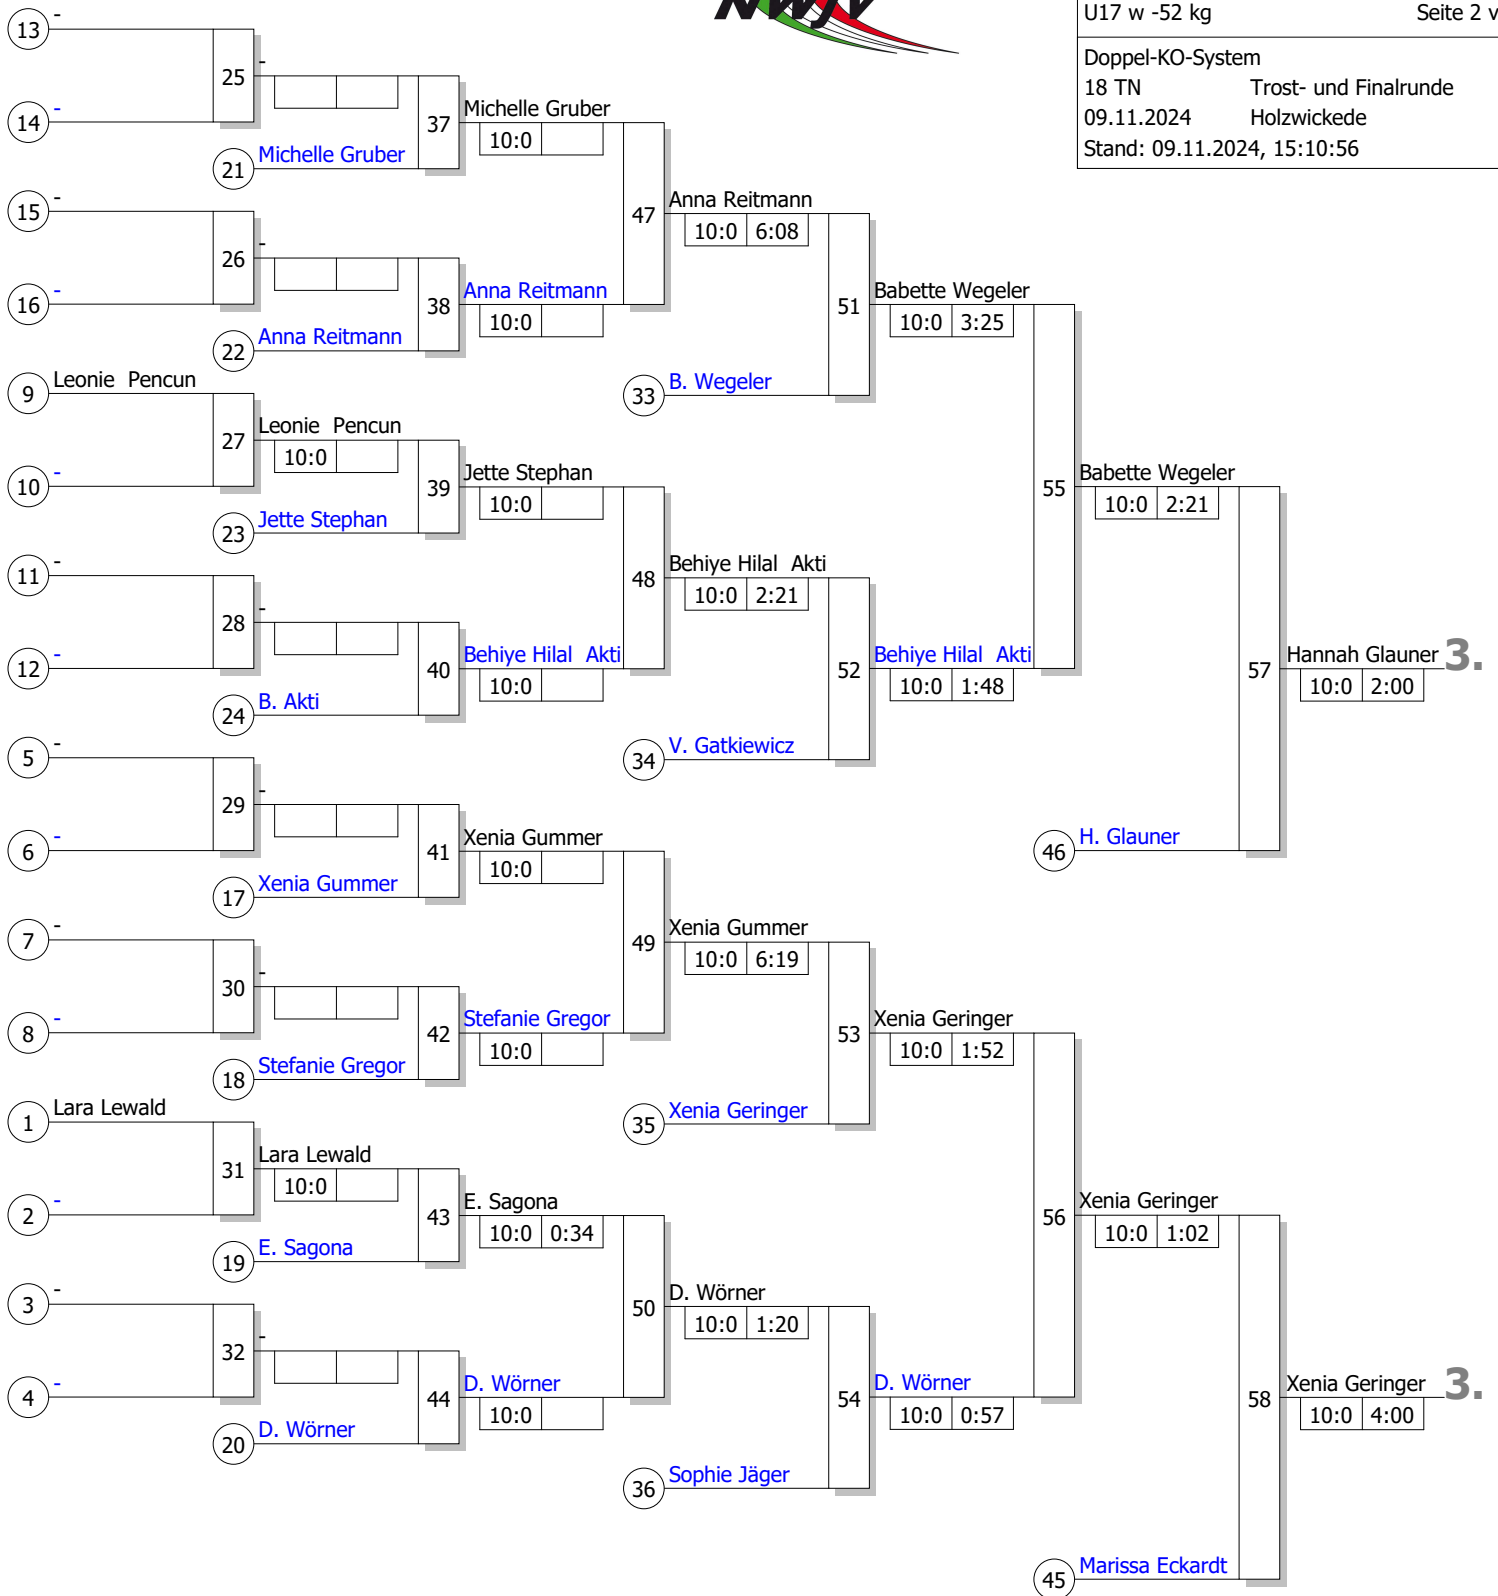 NWJV
U17 w -52 kg Seite 2 v
Doppel-KO-System
18 TN Trost- und Finalrunde
09.11.2024 Holzwickede
Stand: 09.11.2024, 15:10:56
13 -
25 -
14 -
37 Michelle Gruber
10:0
21 Michelle Gruber
15 -
47 Anna Reitmann
10:0 6:08
26 -
16 -
38 Anna Reitmann
10:0
22 Anna Reitmann
51 Babette Wegeler
10:0 3:25
9 Leonie Pencun
33 B. Wegeler
27 Leonie Pencun
10:0
10 -
39 Jette Stephan
10:0
55 Babette Wegeler
10:0 2:21
23 Jette Stephan
11 -
48 Behiye Hilal Akti
10:0 2:21
28 -
12 -
40 Behiye Hilal Akti
10:0
52 Behiye Hilal Akti
10:0 1:48
57 Hannah Glauner 3.
10:0 2:00
24 B. Akti
5 -
34 V. Gatkiewicz
29 -
6 -
41 Xenia Gummer
10:0
46 H. Glauner
17 Xenia Gummer
7 -
49 Xenia Gummer
10:0 6:19
30 -
8 -
42 Stefanie Gregor
10:0
53 Xenia Geringer
10:0 1:52
18 Stefanie Gregor
1 Lara Lewald
35 Xenia Geringer
31 Lara Lewald
10:0
2 -
43 E. Sagona
10:0 0:34
56 Xenia Geringer
10:0 1:02
19 E. Sagona
3 -
50 D. Wörner
10:0 1:20
32 -
4 -
44 D. Wörner
10:0
54 D. Wörner
10:0 0:57
58 Xenia Geringer 3.
10:0 4:00
20 D. Wörner
36 Sophie Jäger
45 Marissa Eckardt